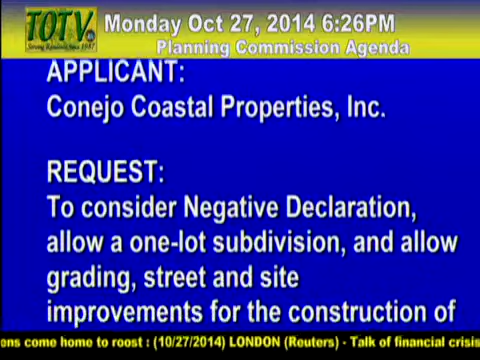 TOTV
Serving Residents Since 1987
Monday Oct 27, 2014 6:26PM
Planning Commission Agenda
APPLICANT:
Conejo Coastal Properties, Inc.
REQUEST:
To consider Negative Declaration,
allow a one-lot subdivision, and allow
grading, street and site
improvements for the construction of
ens come home to roost : (10/27/2014) LONDON (Reuters) - Talk of financial crisis